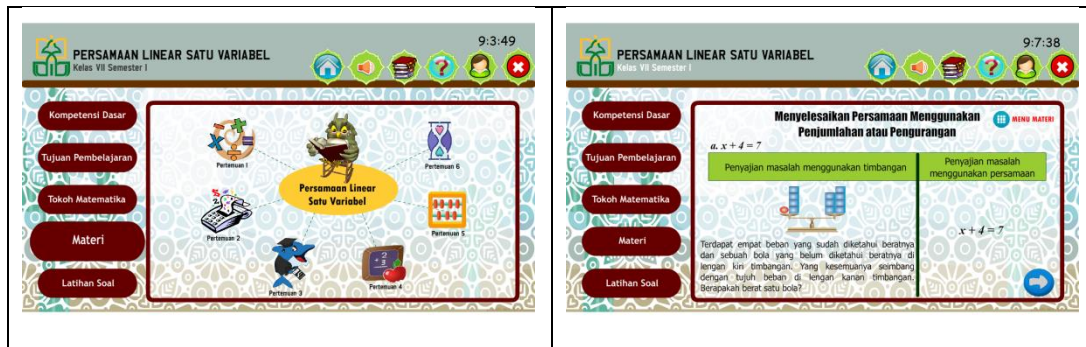 PERSAMAAN LINEAR SATU VARIABEL
Kelas VII Semester I
9:3:49
Kompetensi Dasar
Tujuan Pembelajaran
Tokoh Matematika
Materi
Latihan Soal
Pertemuan 1
Pertemuan 6
Persamaan Linear
Satu Variabel
Pertemuan 2
Pertemuan 5
Pertemuan 3
Pertemuan 4
PERSAMAAN LINEAR SATU VARIABEL
Kelas VII Semester I
9:7:38
Kompetensi Dasar
Tujuan Pembelajaran
Tokoh Matematika
Materi
Latihan Soal
Menyelesaikan Persamaan Menggunakan
Penjumlahan atau Pengurangan
MENU MATERI
a. x + 4 = 7
Penyajian masalah menggunakan timbangan
Penyajian masalah
menggunakan persamaan
Terdapat empat beban yang sudah diketahui beratnya
dan sebuah bola yang belum diketahui beratnya di
lengan kiri timbangan. Yang kesemuanya seimbang
dengan tujuh beban di lengan kanan timbangan.
Berapakah berat satu bola?
x + 4 = 7